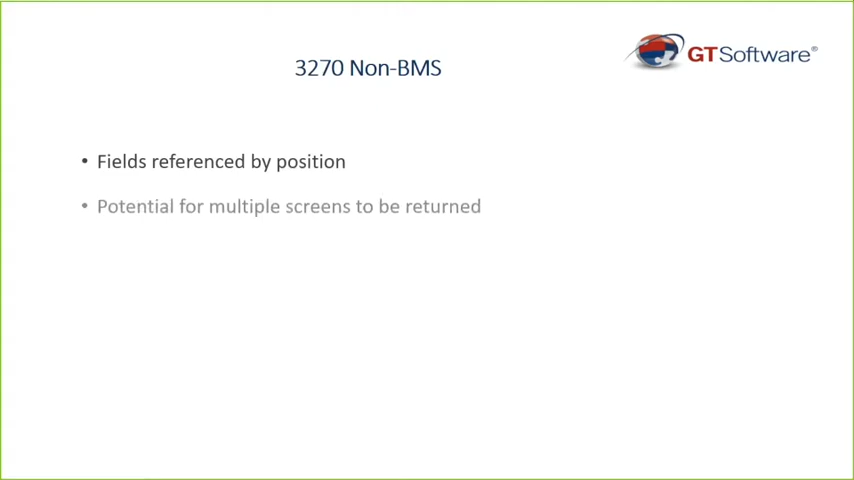 3270 Non-BMS
GTSoftware®
• Fields referenced by position
• Potential for multiple screens to be returned